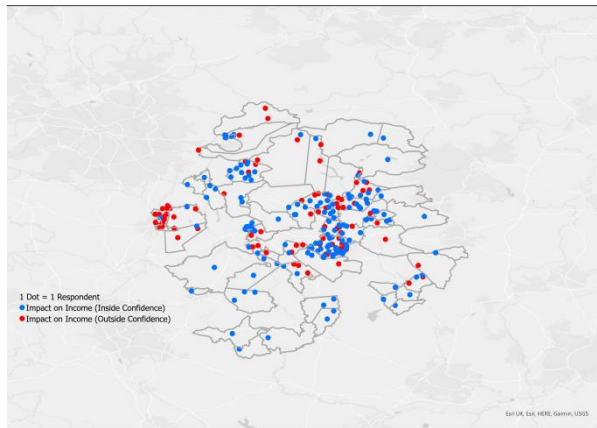 1 Dot = 1 Respondent
Impact on Income (Inside Confidence)
Impact on Income (Outside Confidence)
Esri UK, Esri, HERE, Garmin, USGS